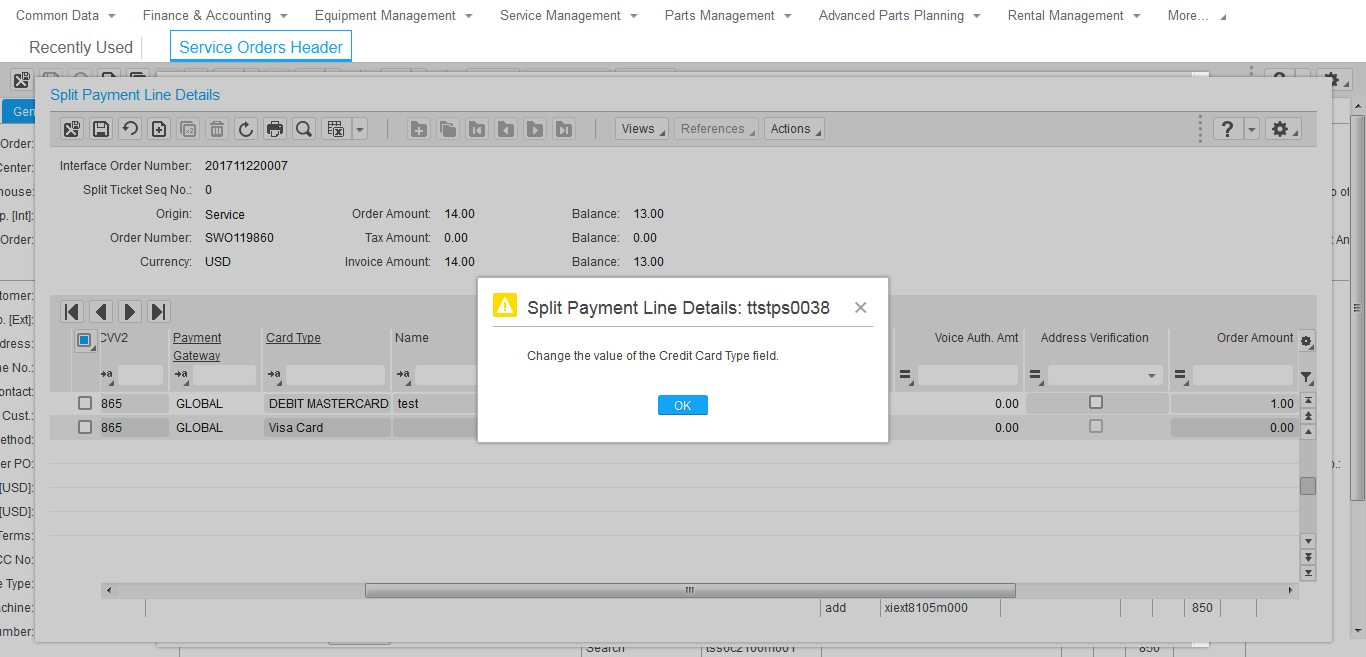 Common Data Finance & Accounting Equipment Management Service Management Parts Management Advanced Parts Planning Rental Management More...
Recently Used Service Orders Header
Split Payment Line Details
Gen
Views References Actions ?
Order:
Center:
house:
p. [Int]:
Order:
Interface Order Number: 201711220007
Split Ticket Seq No.: 0
Origin: Service Order Amount: 14.00 Balance: 13.00
Order Number: SWO119860 Tax Amount: 0.00 Balance: 0.00
Currency: USD Invoice Amount: 14.00 Balance: 13.00
o of
t An
tomer:
p. [Ext]:
dress:
ne No.:
ontact:
Cust.:
ethod:
er PO:
[USD]:
[USD]:
Terms:
CC No:
e Type:
achine:
umber:
Split Payment Line Details: ttstps0038
Change the value of the Credit Card Type field.
OK
CVV2 Payment Gateway Card Type Name Voice Auth. Amt Address Verification Order Amount
865 GLOBAL DEBIT MASTERCARD test 0.00 1.00
865 GLOBAL Visa Card 0.00 0.00
o.:
add xiext8105m000 850
Search tssoc2100m001 850